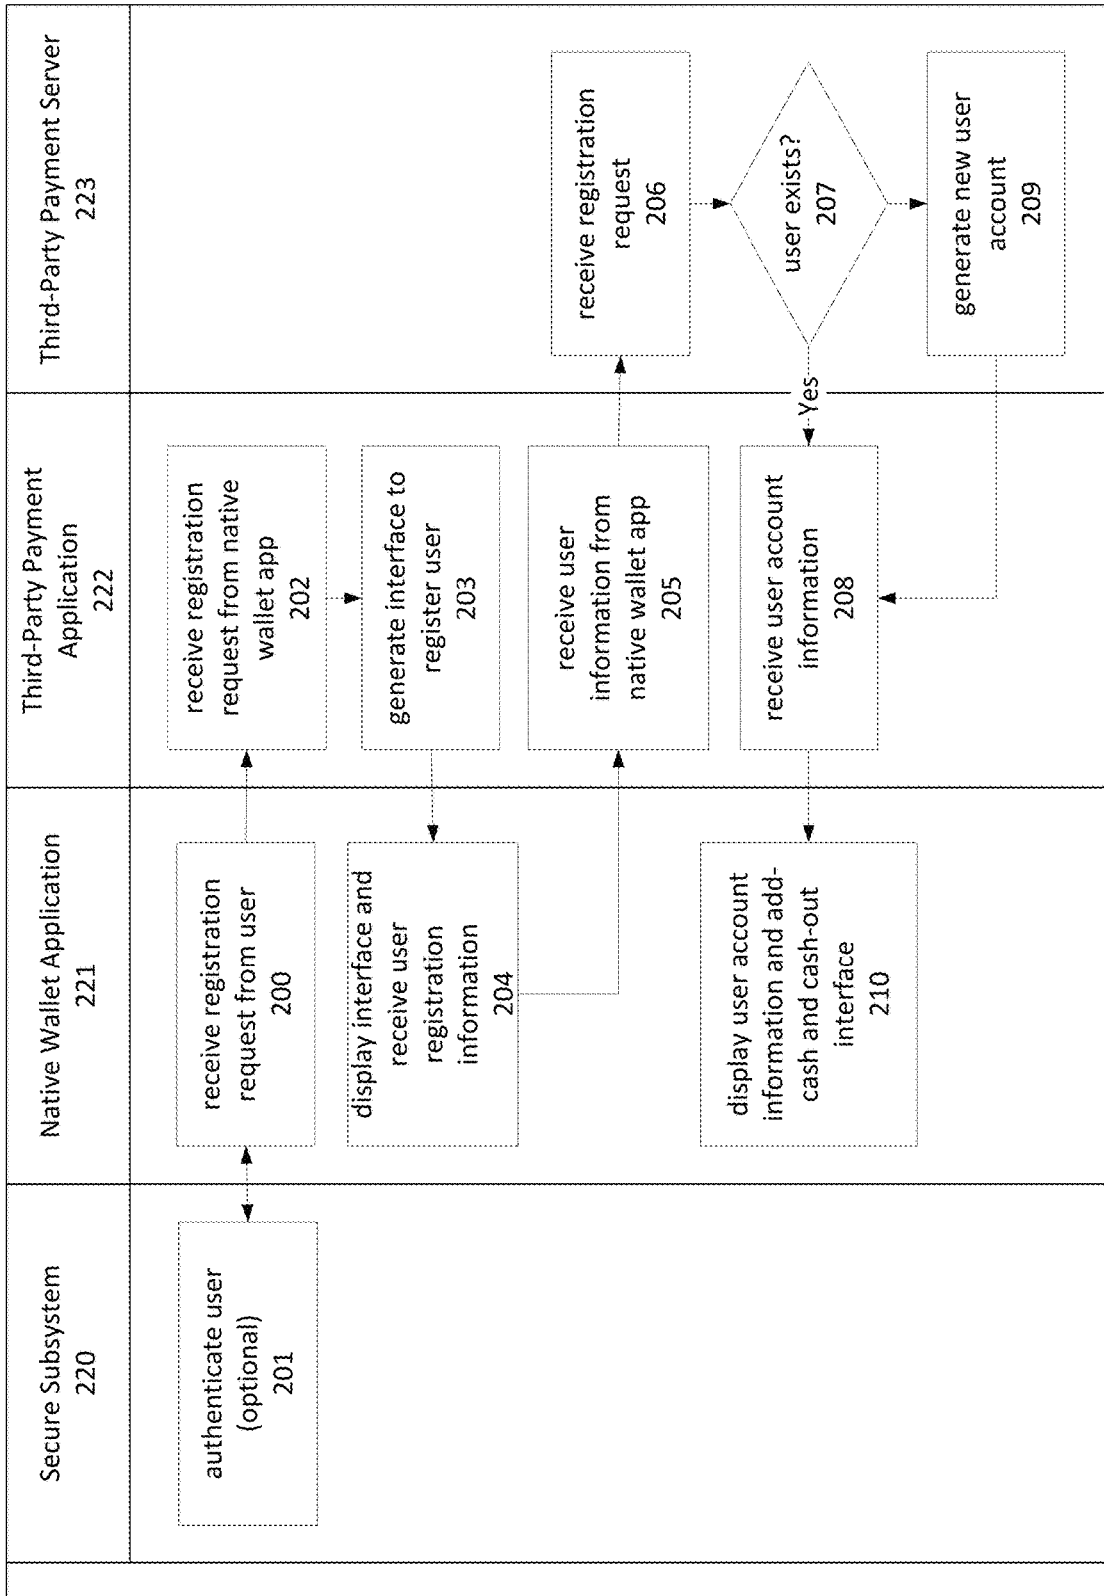 Secure Subsystem
220
Native Wallet Application
221
Third-Party Payment
Application
222
Third-Party Payment Server
223
authenticate user
(optional)
201
receive registration
request from user
200
receive registration
request from native
wallet app
202
generate interface to
register user
203
display interface and
receive user
registration
information
204
receive user
information from
native wallet app
205
receive registration
request
206
user exists?
207
Yes
receive user account
information
208
generate new user
account
209
display user account
information and add-
cash and cash-out
interface
210